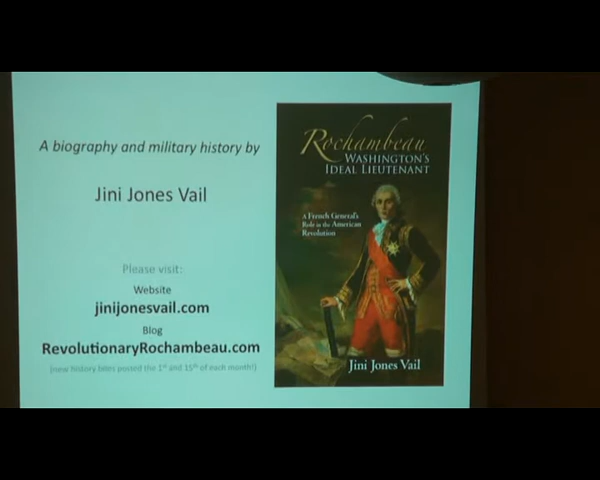 A biography and military history by
Jini Jones Vail
Please visit:
Website
jinijonesvail.com
Blog
RevolutionaryRochambeau.com
(new history bites posted the 1st and 15th of each month!)
Rochambeau
WASHINGTON'S
IDEAL LIEUTENANT
A French General's
Role in the American
Revolution
Jini Jones Vail